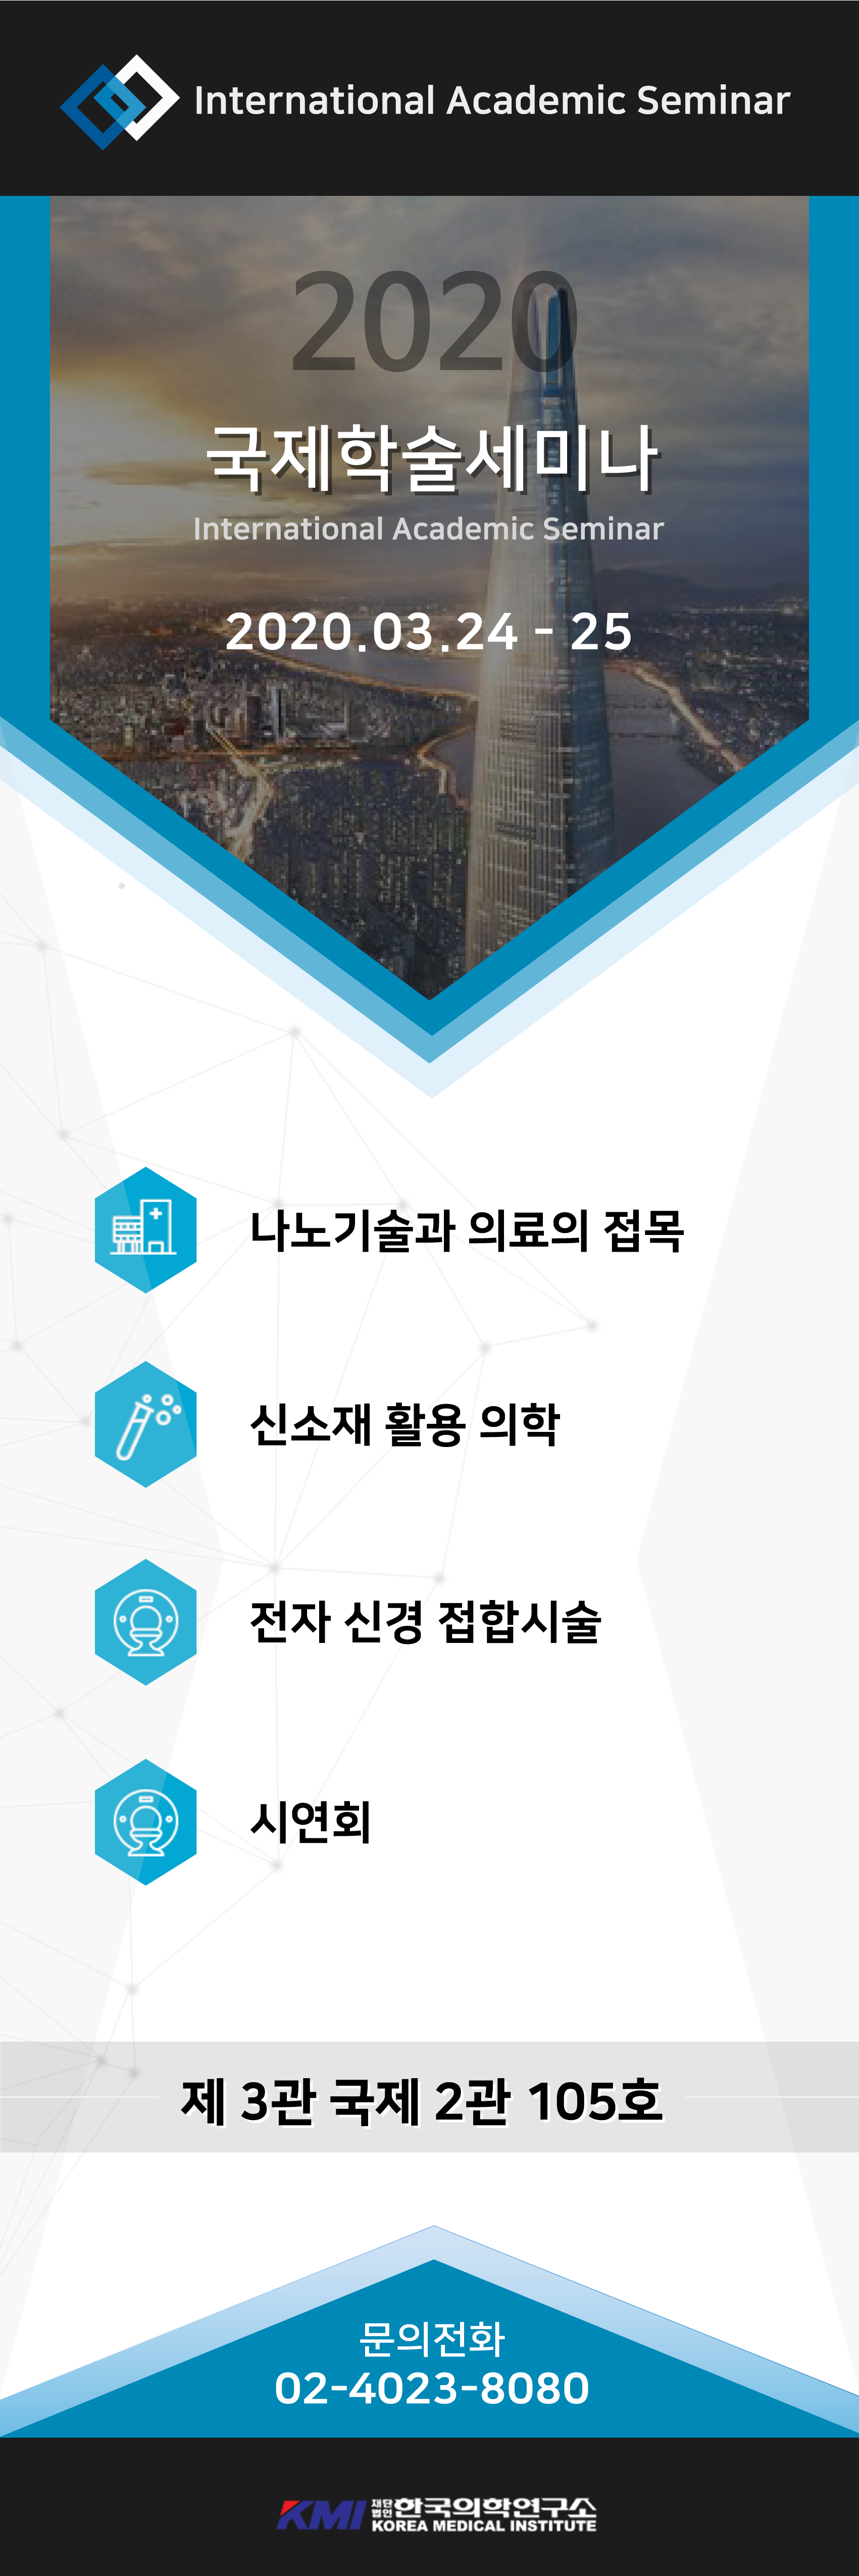 International Academic Seminar
2020
국제학술세미나
International Academic Seminar
2020.03.24 - 25
나노기술과 의료의 접목
신소재 활용 의학
전자 신경 접합시술
시연회
제 3관 국제 2관 105호
문의전화
02-4023-8080
KMI 재단법인 한국의학연구소
KOREA MEDICAL INSTITUTE